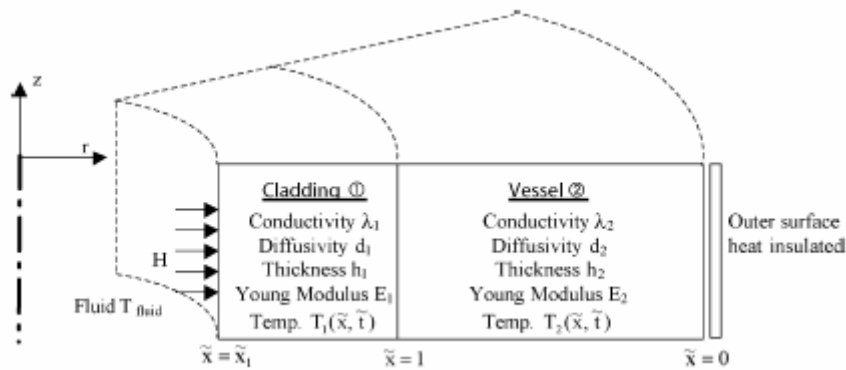 z
r
Cladding ①
Conductivity λ₁
Diffusivity d₁
Thickness h₁
Young Modulus E₁
Temp. T₁(x̃, t̃)
Vessel ②
Conductivity λ₂
Diffusivity d₂
Thickness h₂
Young Modulus E₂
Temp. T₂(x̃, t̃)
Outer surface
heat insulated
H
Fluid T fluid
x̃ = x̃₁
x̃ = 1
x̃ = 0